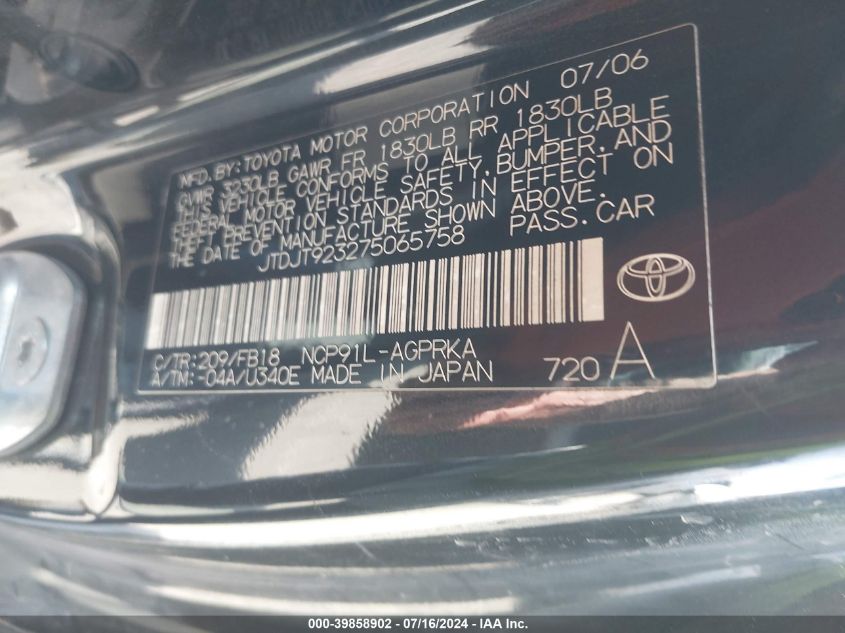 MFD.BY:TOYOTA MOTOR CORPORATION 07/06
GVWR 3230LB GAWR FR 1830LB RR 1830LB
THIS VEHICLE CONFORMS TO ALL APPLICABLE
FEDERAL MOTOR VEHICLE SAFETY,BUMPER,AND
THEFT PREVENTION STANDARDS IN EFFECT ON
THE DATE OF MANUFACTURE SHOWN ABOVE.
JTDJT923275065758 PASS.CAR
C/TR:209/FB18 NCP91L-AGPRKA
A/TM:-04A/U340E MADE IN JAPAN 720 A
000-39858902 - 07/16/2024 - IAA Inc.